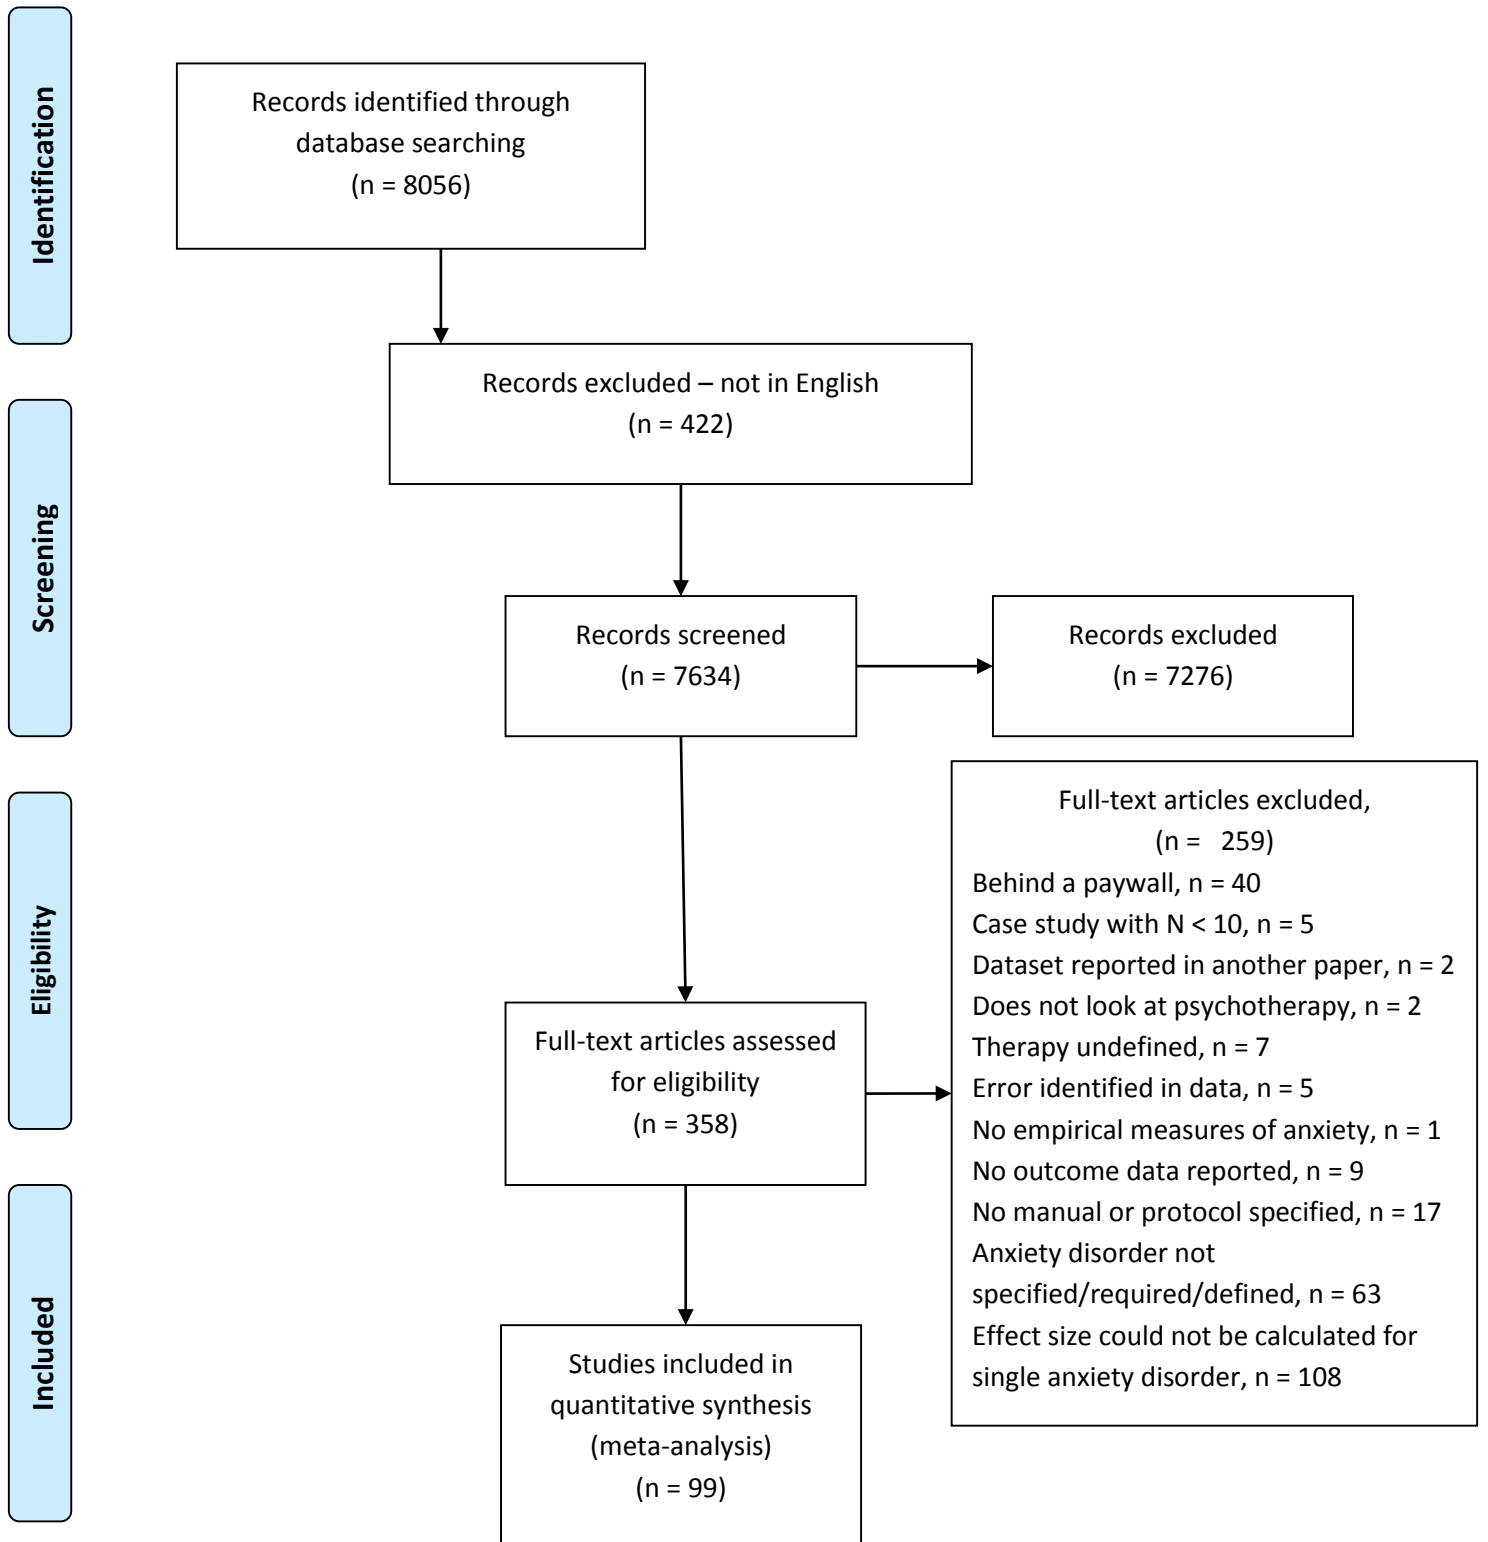 Identification
Records identified through
database searching
(n = 8056)
Records excluded – not in English
(n = 422)
Screening
Records screened
(n = 7634)
Records excluded
(n = 7276)
Eligibility
Full-text articles assessed
for eligibility
(n = 358)
Full-text articles excluded,
(n =   259)
Behind a paywall, n = 40
Case study with N < 10, n = 5
Dataset reported in another paper, n = 2
Does not look at psychotherapy, n = 2
Therapy undefined, n = 7
Error identified in data, n = 5
No empirical measures of anxiety, n = 1
No outcome data reported, n = 9
No manual or protocol specified, n = 17
Anxiety disorder not
specified/required/defined, n = 63
Effect size could not be calculated for
single anxiety disorder, n = 108
Included
Studies included in
quantitative synthesis
(meta-analysis)
(n = 99)